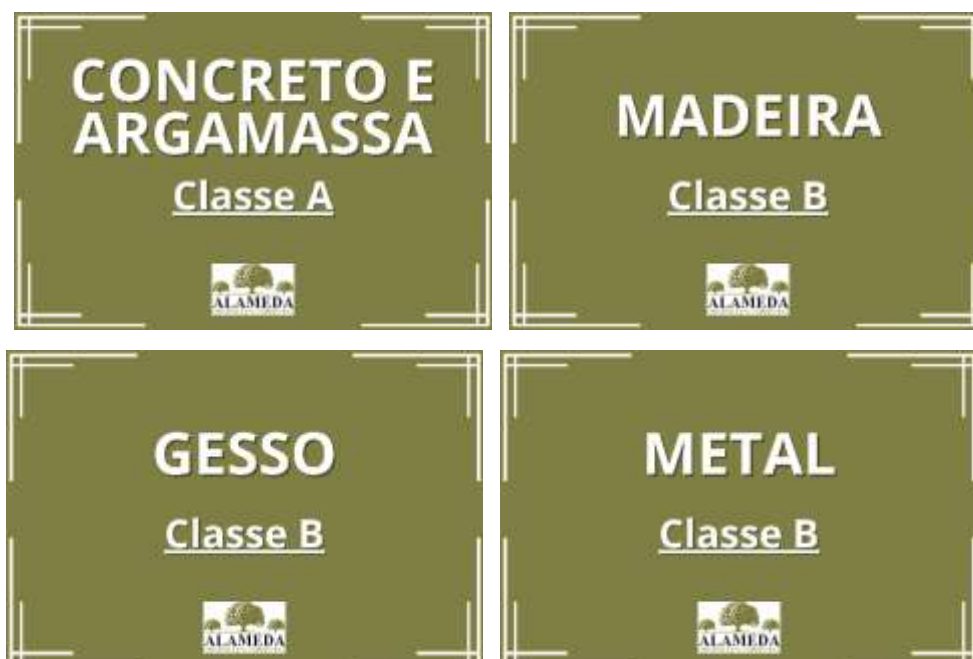 CONCRETO E
ARGAMASSA
Classe A
ALAMEDA
MADEIRA
Classe B
ALAMEDA
GESSO
Classe B
ALAMEDA
METAL
Classe B
ALAMEDA